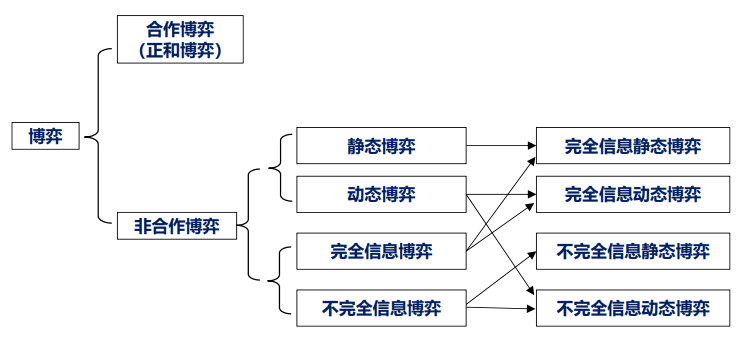 合作博弈
（正和博弈）
博弈
非合作博弈
静态博弈
动态博弈
完全信息博弈
不完全信息博弈
完全信息静态博弈
完全信息动态博弈
不完全信息静态博弈
不完全信息动态博弈